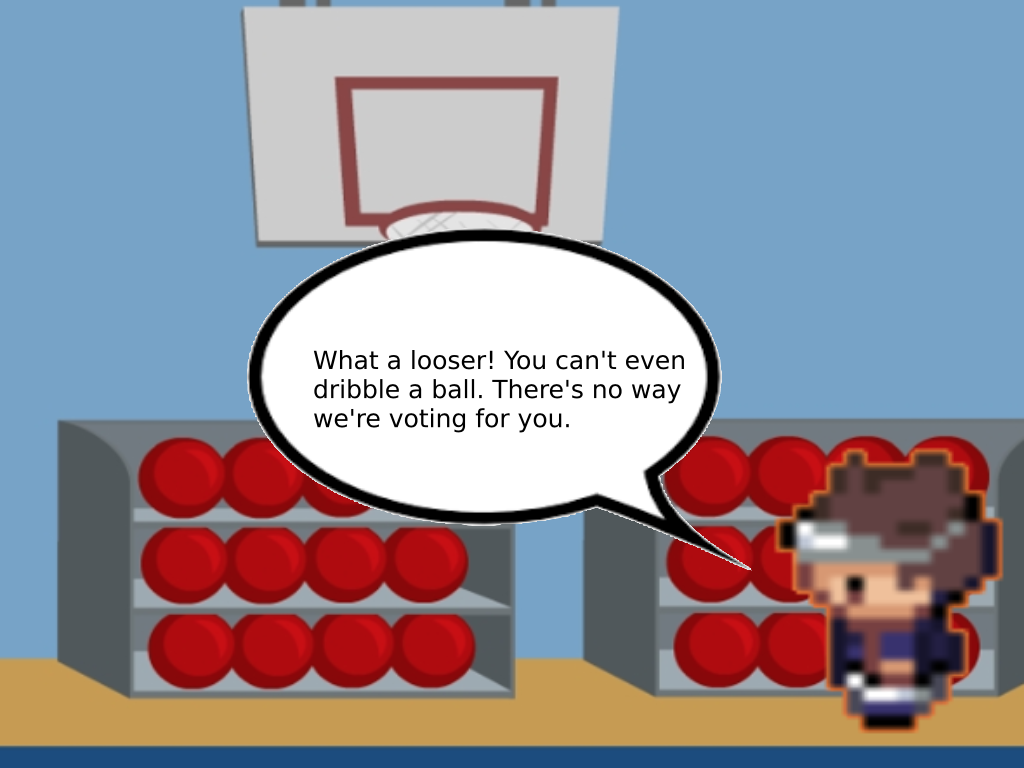 What a looser! You can't even
dribble a ball. There's no way
we're voting for you.